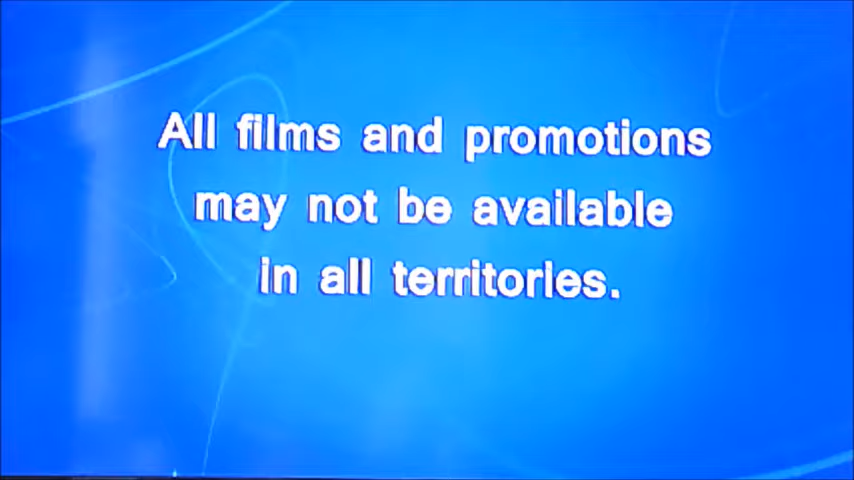 All films and promotions
may not be available
in all territories.